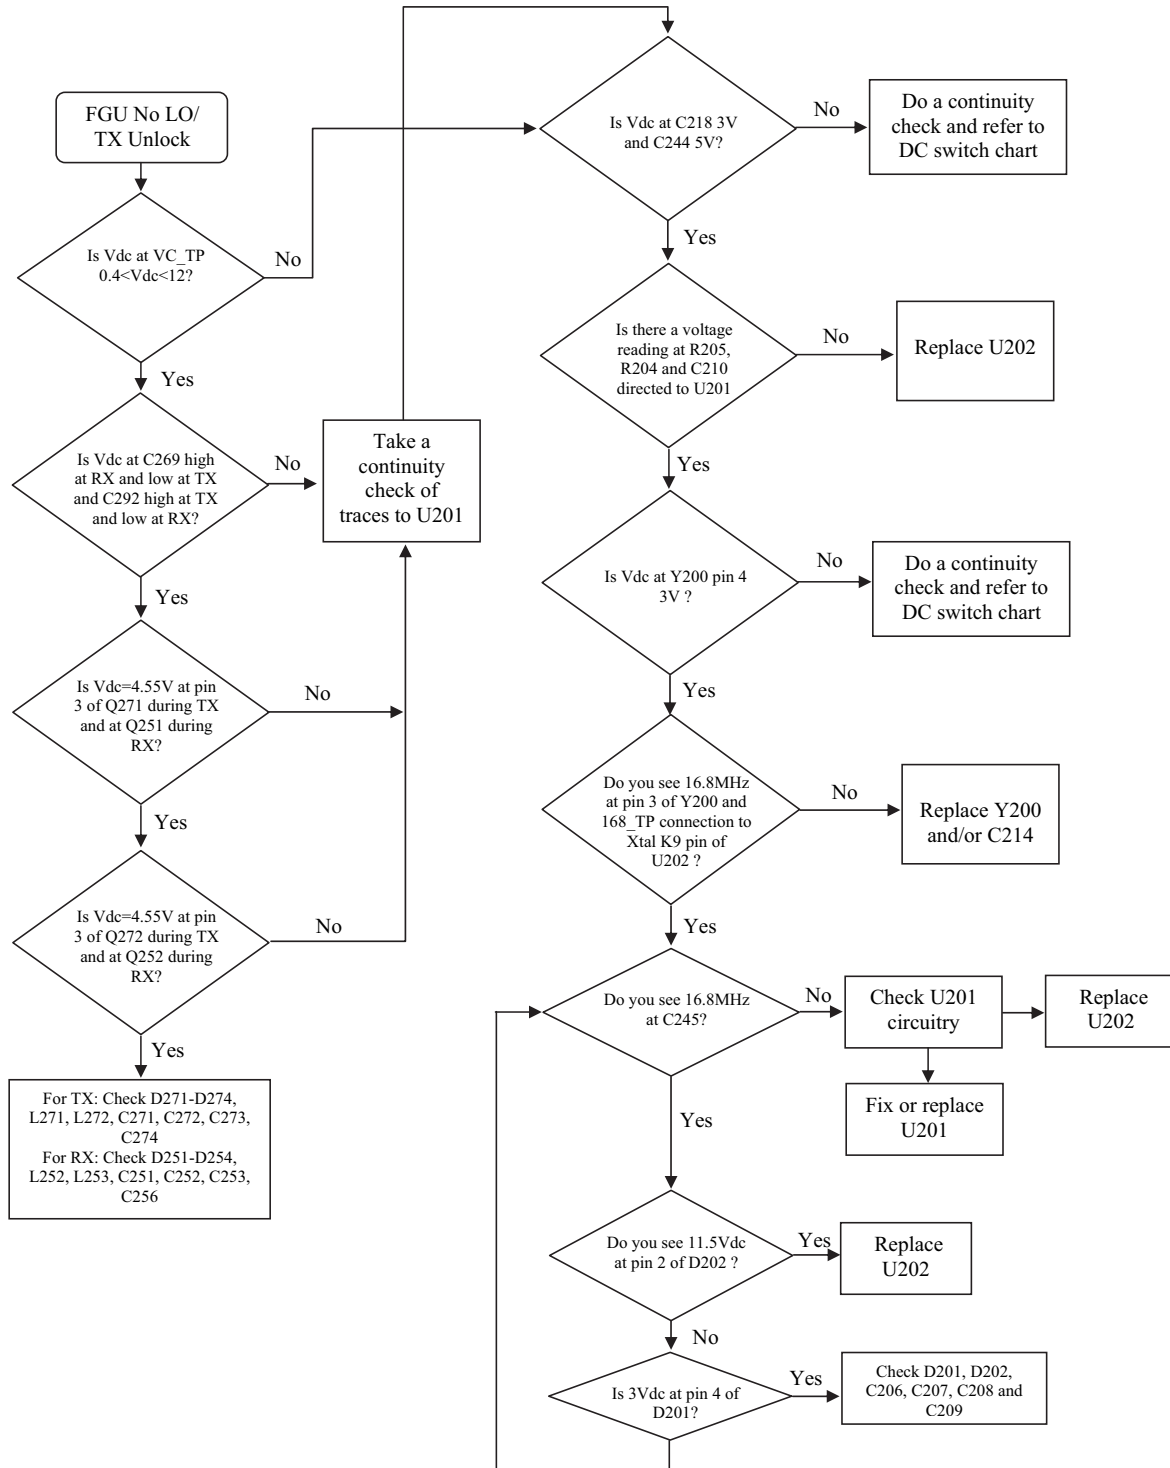 FGU No LO/
TX Unlock
Is Vdc at VC_TP
0.4<Vdc<12?
No
Yes
Is Vdc at C269 high
at RX and low at TX
and C292 high at TX
and low at RX?
No
Yes
Take a
continuity
check of
traces to U201
Is Vdc=4.55V at pin
3 of Q271 during TX
and at Q251 during
RX?
No
Yes
Is Vdc=4.55V at pin
3 of Q272 during TX
and at Q252 during
RX?
No
Yes
For TX: Check D271-D274,
L271, L272, C271, C272, C273,
C274
For RX: Check D251-D254,
L252, L253, C251, C252, C253,
C256
Is Vdc at C218 3V
and C244 5V?
No
Do a continuity
check and refer to
DC switch chart
Yes
Is there a voltage
reading at R205,
R204 and C210
directed to U201
No
Replace U202
Yes
Is Vdc at Y200 pin 4
3V ?
No
Do a continuity
check and refer to
DC switch chart
Yes
Do you see 16.8MHz
at pin 3 of Y200 and
168_TP connection to
Xtal K9 pin of
U202 ?
No
Replace Y200
and/or C214
Yes
Do you see 16.8MHz
at C245?
No
Check U201
circuitry
Replace
U202
Fix or replace
U201
Yes
Do you see 11.5Vdc
at pin 2 of D202 ?
Yes
Replace
U202
No
Is 3Vdc at pin 4 of
D201?
Yes
Check D201, D202,
C206, C207, C208 and
C209